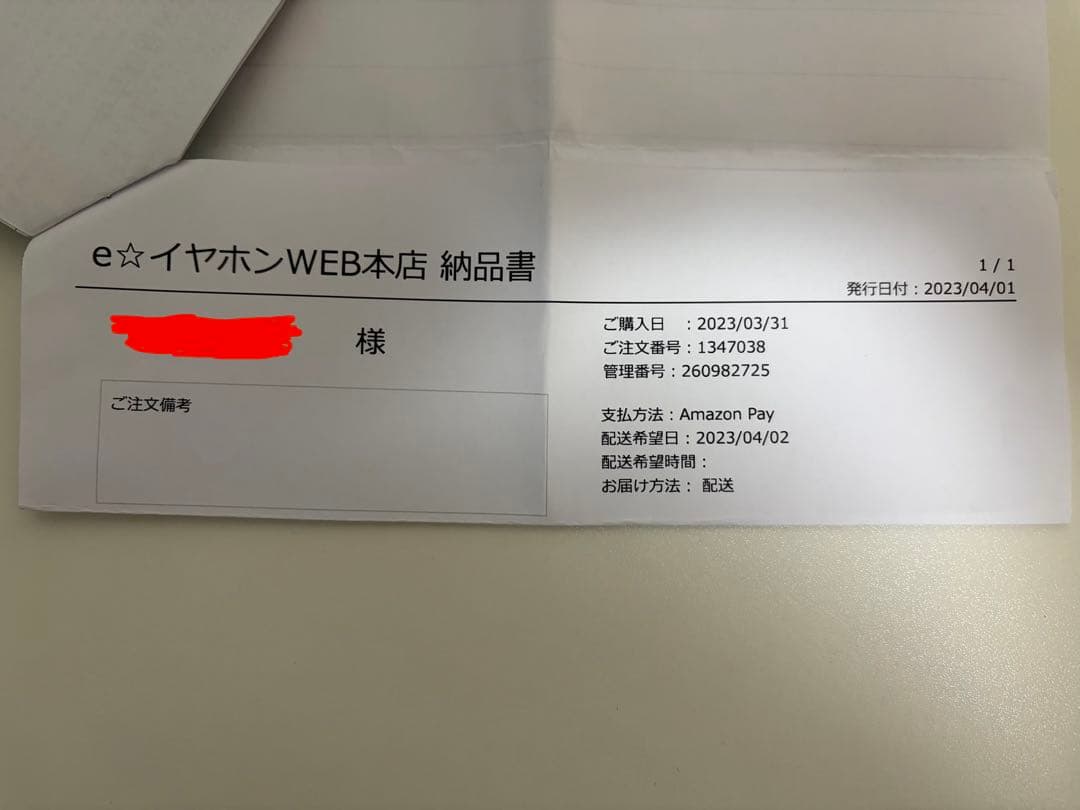 e☆イヤホンWEB本店 納品書
1 / 1
発行日付：2023/04/01
様
ご注文備考
ご購入日　：2023/03/31
ご注文番号：1347038
管理番号：260982725
支払方法：Amazon Pay
配送希望日：2023/04/02
配送希望時間：
お届け方法： 配送